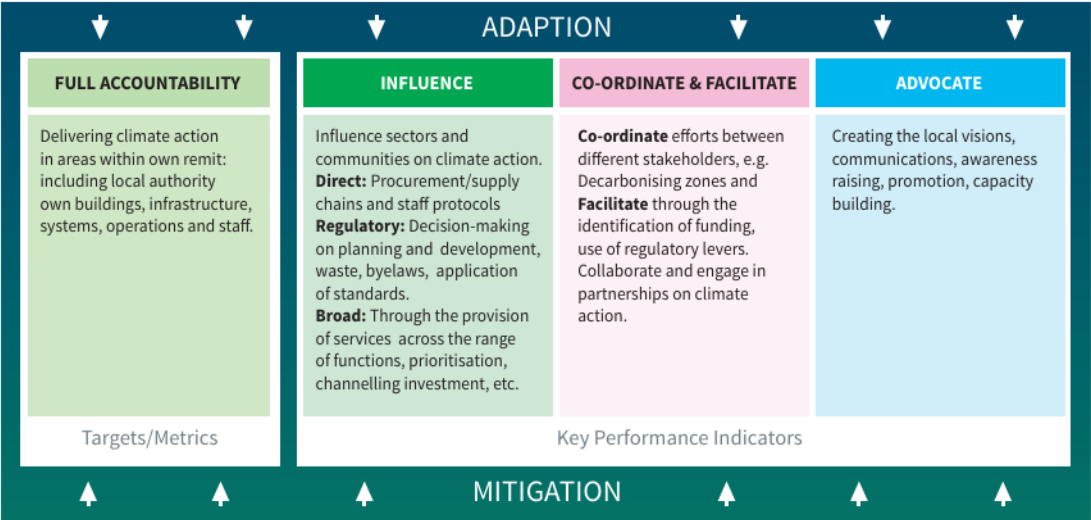 ADAPTION
FULL ACCOUNTABILITY
Delivering climate action
in areas within own remit:
including local authority
own buildings, infrastructure,
systems, operations and staff.
Targets/Metrics
INFLUENCE
Influence sectors and
communities on climate action.
Direct: Procurement/supply
chains and staff protocols
Regulatory: Decision-making
on planning and development,
waste, byelaws, application
of standards.
Broad: Through the provision
of services across the range
of functions, prioritisation,
channelling investment, etc.
CO-ORDINATE & FACILITATE
Co-ordinate efforts between
different stakeholders, e.g.
Decarbonising zones and
Facilitate through the
identification of funding,
use of regulatory levers.
Collaborate and engage in
partnerships on climate
action.
ADVOCATE
Creating the local visions,
communications, awareness
raising, promotion, capacity
building.
Key Performance Indicators
MITIGATION